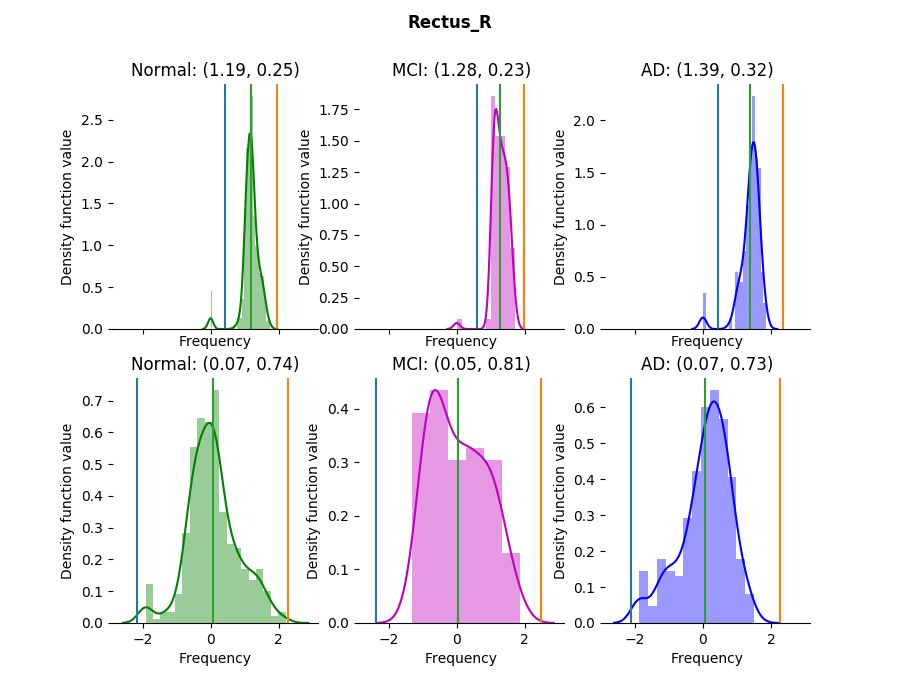 Rectus_R
Normal: (1.19, 0.25)
MCI: (1.28, 0.23)
AD: (1.39, 0.32)
Density function value
2.5
2.0
1.5
1.0
0.5
0.0
Frequency
Density function value
1.75
1.50
1.25
1.00
0.75
0.50
0.25
0.00
Frequency
Density function value
2.0
1.5
1.0
0.5
0.0
Frequency
Normal: (0.07, 0.74)
MCI: (0.05, 0.81)
AD: (0.07, 0.73)
Density function value
0.7
0.6
0.5
0.4
0.3
0.2
0.1
0.0
−2 0 2
Frequency
Density function value
0.4
0.3
0.2
0.1
0.0
−2 0 2
Frequency
Density function value
0.6
0.5
0.4
0.3
0.2
0.1
0.0
−2 0 2
Frequency